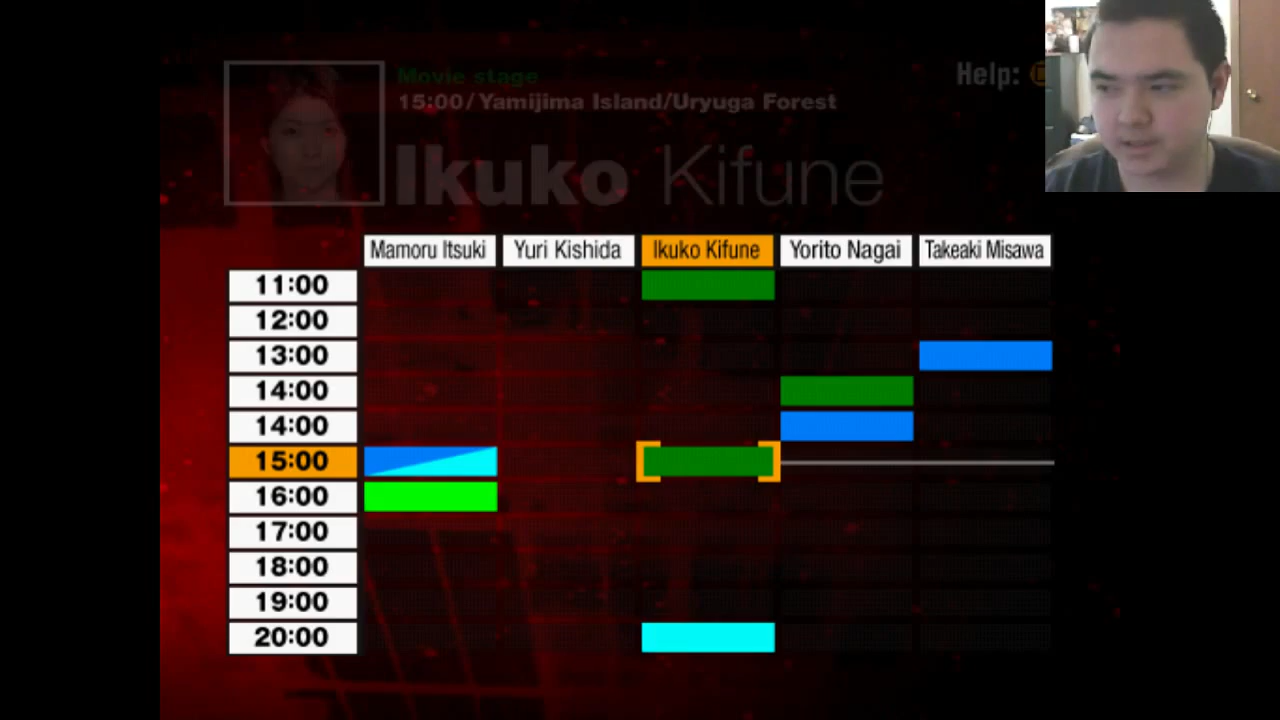 Movie stage
15:00/Yamijima Island/Uryuga Forest
Help:
Ikuko Kifune
Mamoru Itsuki Yuri Kishida Ikuko Kifune Yorito Nagai Takeaki Misawa
11:00
12:00
13:00
14:00
14:00
15:00
16:00
17:00
18:00
19:00
20:00